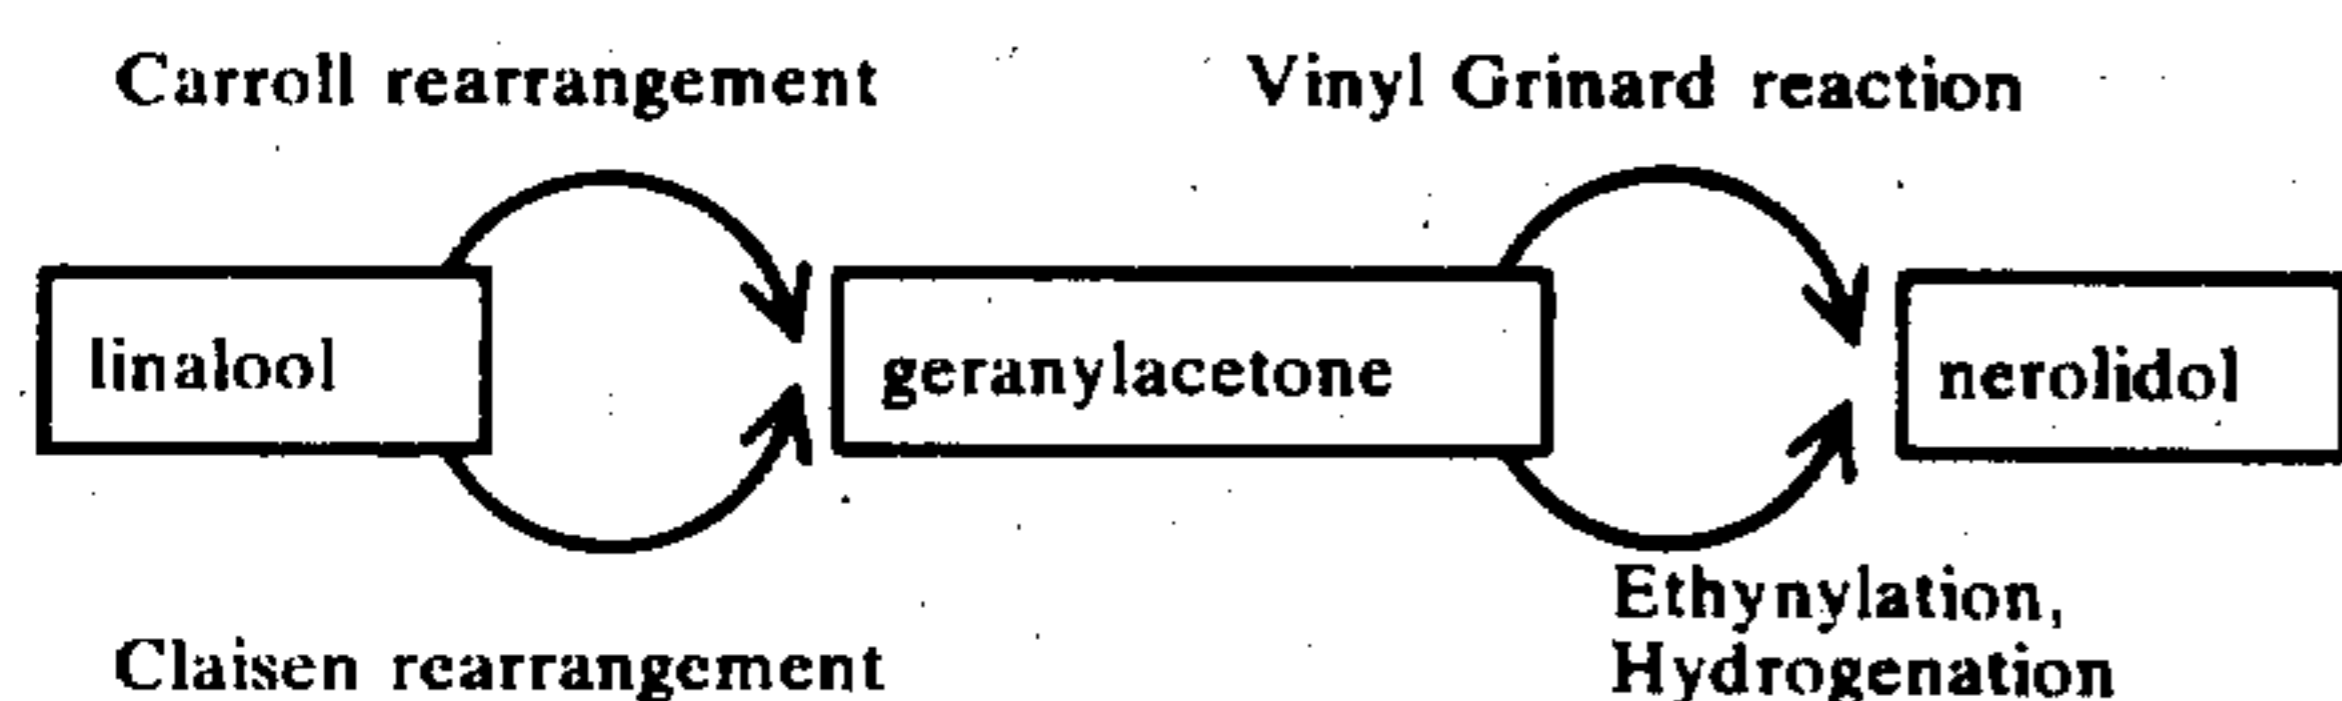 Carroll rearrangement
Vinyl Grinard reaction
linalool
geranylacetone
nerolidol
Claisen rearrangement
Ethynylation,
Hydrogenation